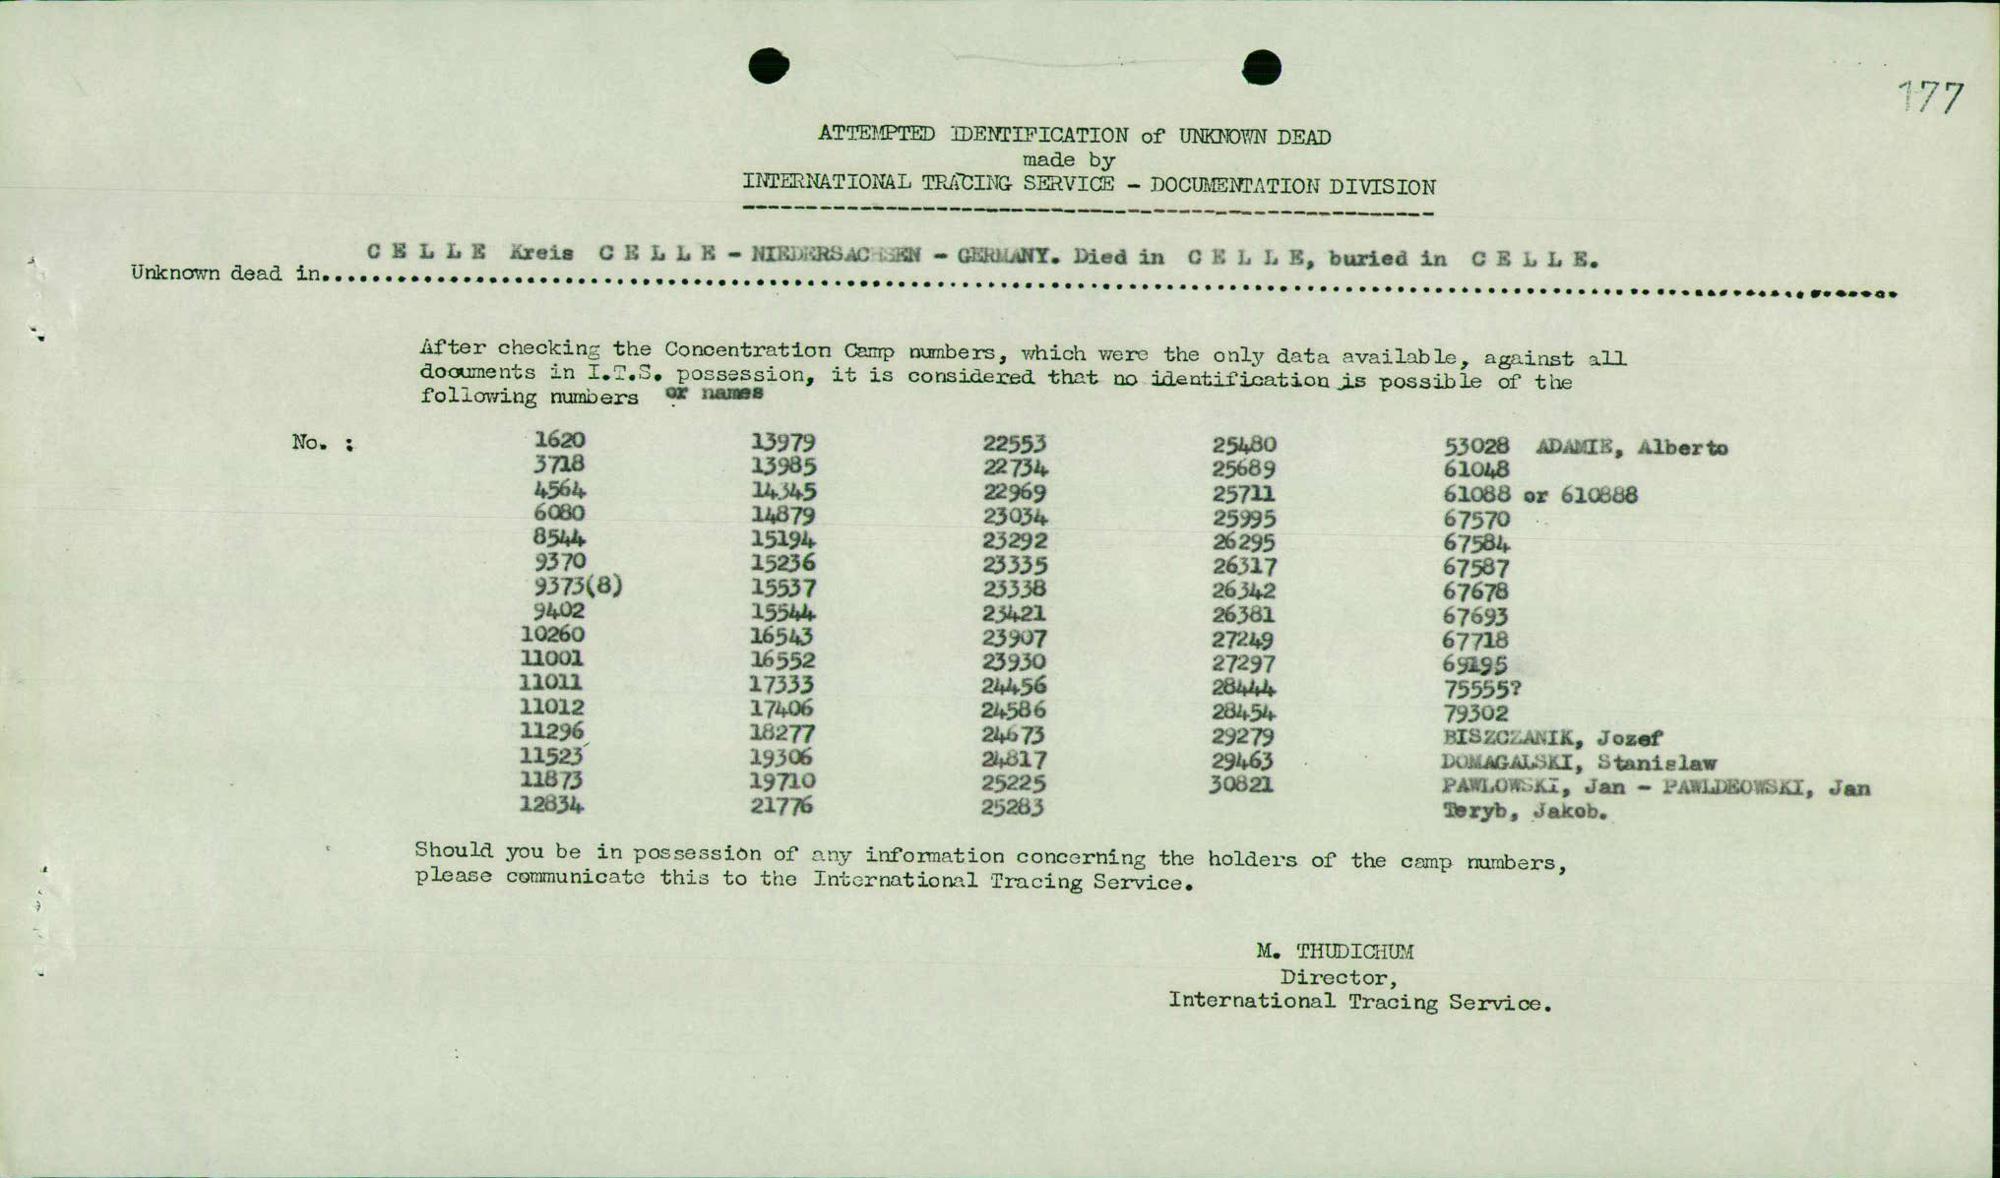 177
ATTEMPTED IDENTIFICATION of UNKNOWN DEAD
made by
INTERNATIONAL TRACING SERVICE - DOCUMENTATION DIVISION
C E L L E Kreis C E L L E - NIEDERSACHSEN - GERMANY. Died in C E L L E, buried in C E L L E.
Unknown dead in
After checking the Concentration Camp numbers, which were the only data available, against all
documents in I.T.S. possession, it is considered that no identification is possible of the
following numbers or names
No. : 1620 13979 22553 25480 53028 ADAMIE, Alberto
3718 13985 22734 25689 61048
4564 14345 22969 25711 61088 or 610888
6080 14879 23034 25995 67570
8544 15194 23292 26295 67584
9370 15236 23335 26317 67587
9373(8) 15537 23338 26342 67678
9402 15544 23421 26381 67693
10260 16543 23907 27249 67718
11001 16552 23930 27297 69195
11011 17333 24456 28444 75555?
11012 17406 24586 28454 79302
11296 18277 24673 29279 BISZCZANIK, Jozef
11523 19306 24817 29463 DOMAGALSKI, Stanislaw
11873 19710 25225 30821 PAWLOWSKI, Jan - PAWLDEOWSKI, Jan
12834 21776 25283 Teryb, Jakob.
Should you be in possession of any information concerning the holders of the camp numbers,
please communicate this to the International Tracing Service.
M. THUDICHUM
Director,
International Tracing Service.